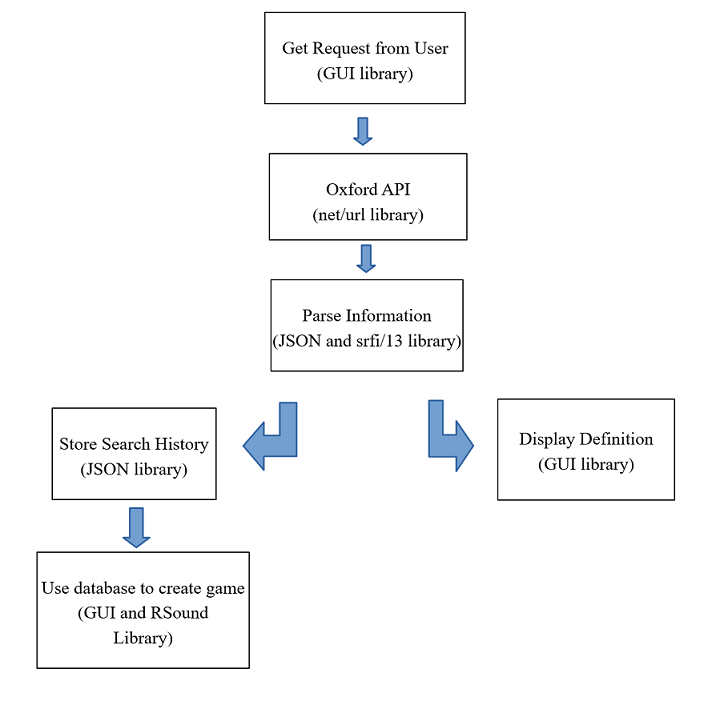 Get Request from User
(GUI library)
Oxford API
(net/url library)
Parse Information
(JSON and srfi/13 library)
Store Search History
(JSON library)
Display Definition
(GUI library)
Use database to create game
(GUI and RSound
Library)